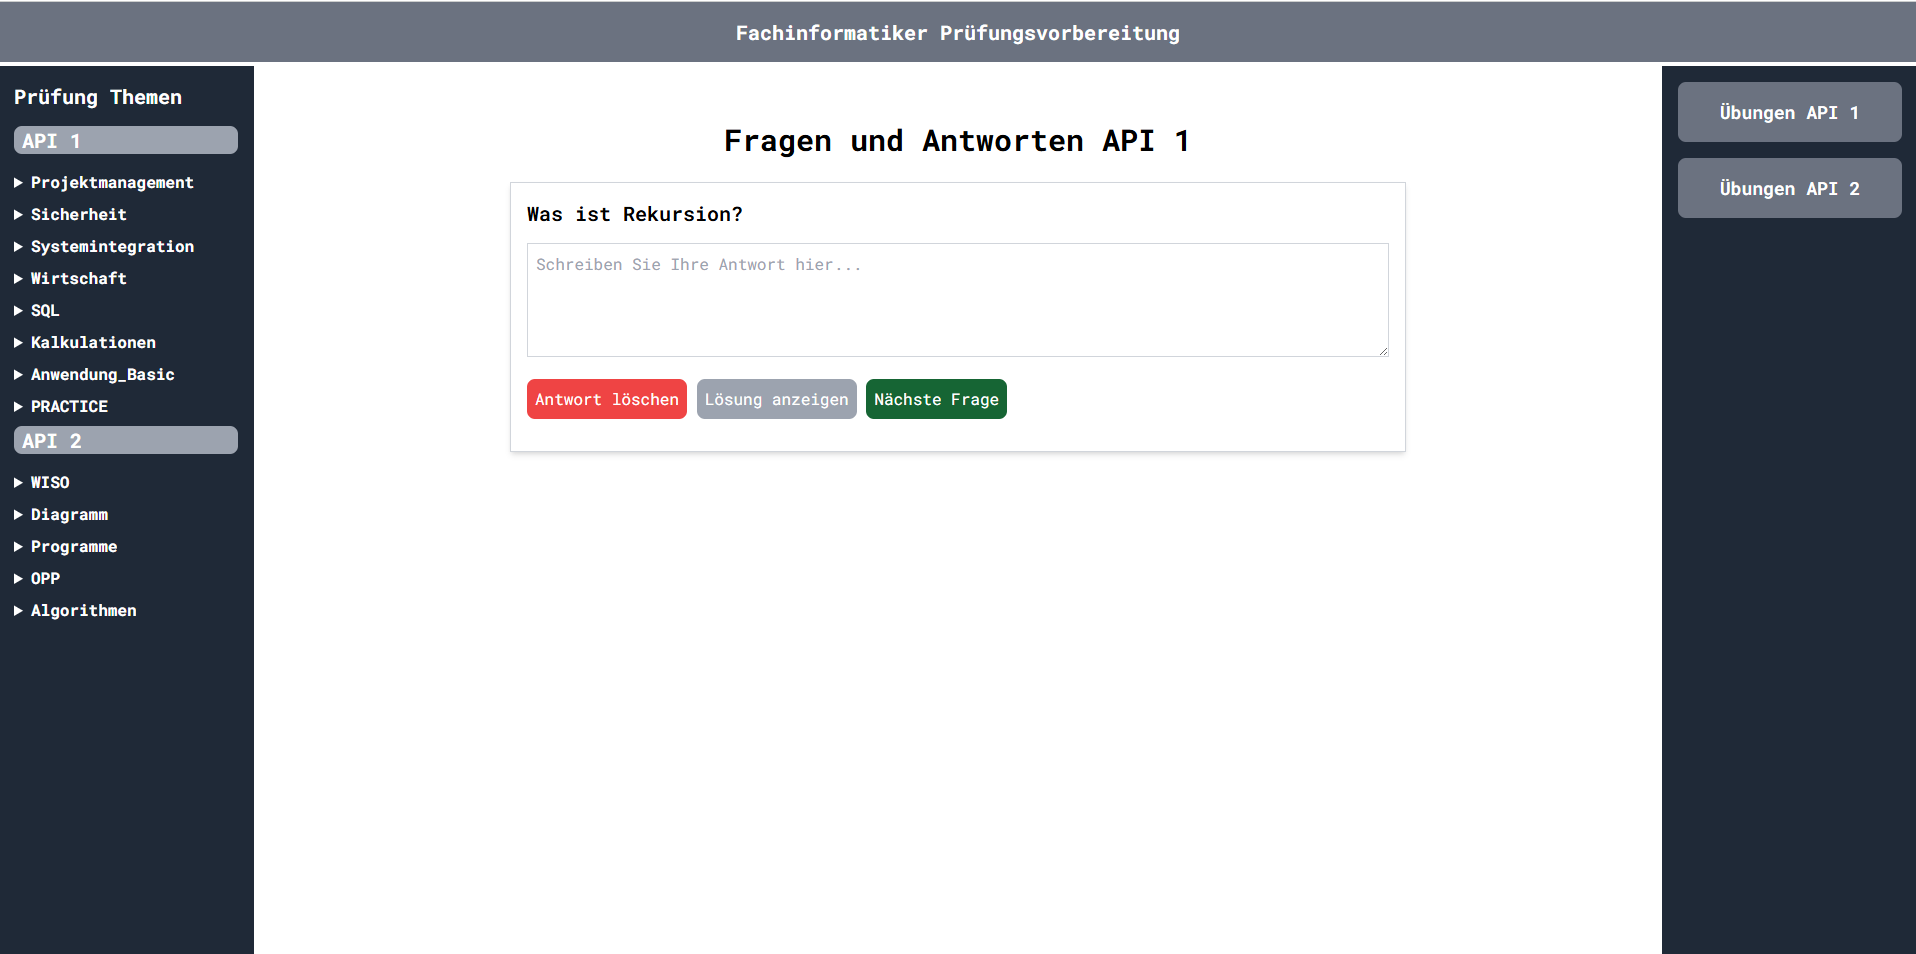 Fachinformatiker Prüfungsvorbereitung
Prüfung Themen
API 1
Projektmanagement
Sicherheit
Systemintegration
Wirtschaft
SQL
Kalkulationen
Anwendung_Basic
PRACTICE
API 2
WISO
Diagramm
Programme
OPP
Algorithmen
Fragen und Antworten API 1
Was ist Rekursion?
Schreiben Sie Ihre Antwort hier...
Antwort löschen
Lösung anzeigen
Nächste Frage
Übungen API 1
Übungen API 2